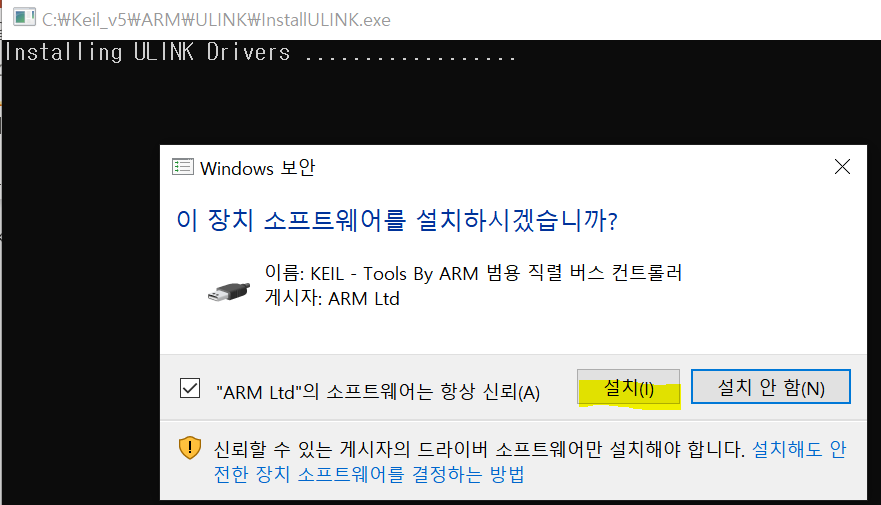 C:₩Keil_v5₩ARM₩ULINK₩InstallULINK.exe
Installing ULINK Drivers ..................
Windows 보안
이 장치 소프트웨어를 설치하시겠습니까?
이름: KEIL - Tools By ARM 범용 직렬 버스 컨트롤러
게시자: ARM Ltd
"ARM Ltd"의 소프트웨어는 항상 신뢰(A)
설치(I)
설치 안 함(N)
신뢰할 수 있는 게시자의 드라이버 소프트웨어만 설치해야 합니다. 설치해도 안
전한 장치 소프트웨어를 결정하는 방법